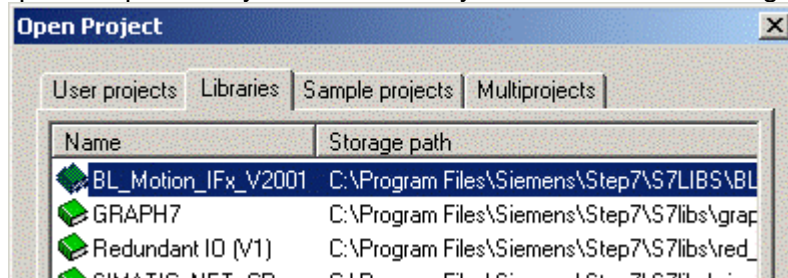 Open Project
User projects Libraries Sample projects Multiprojects
Name Storage path
BL_Motion_IFx_V2001 C:\Program Files\Siemens\Step7\S7LIBS\BL
GRAPH7 C:\Program Files\Siemens\Step7\S7libs\grap
Redundant IO (V1) C:\Program Files\Siemens\Step7\S7libs\red_